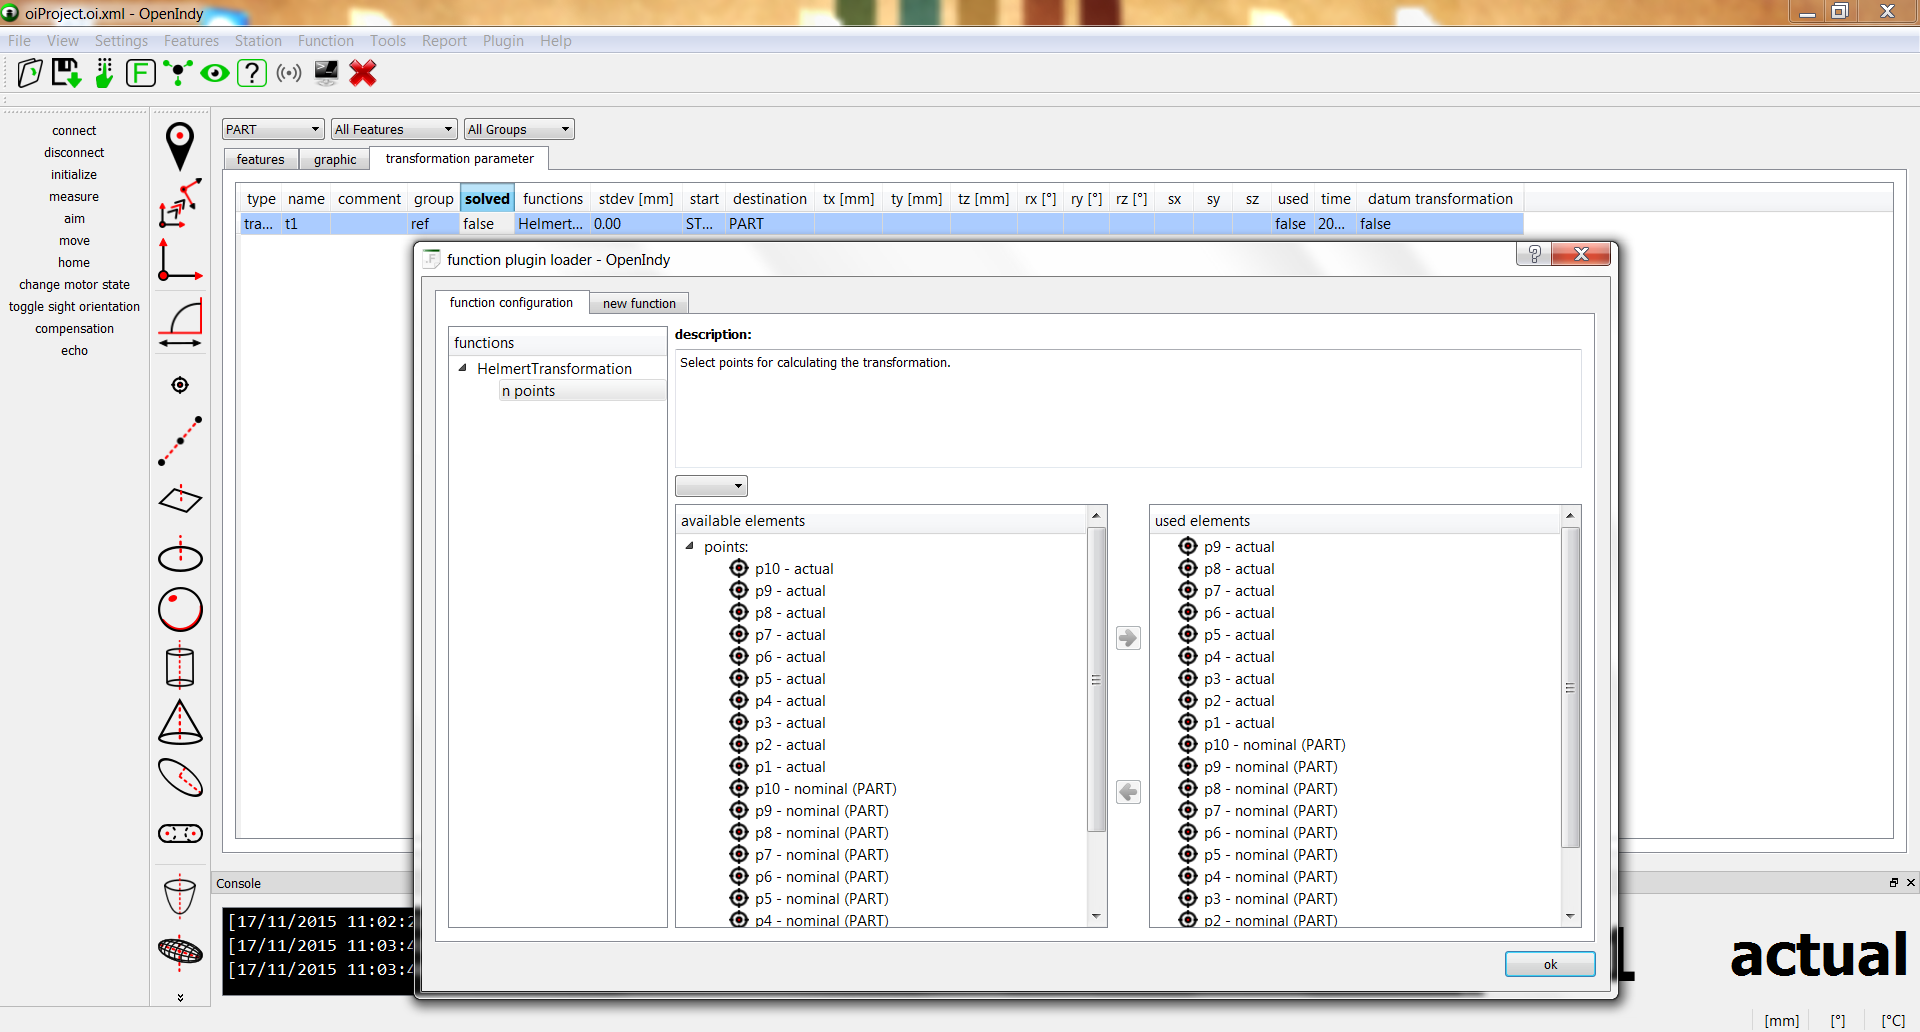 oiProject.oi.xml - OpenIndy
File View Settings Features Station Function Tools Report Plugin Help
connect
disconnect
initialize
measure
aim
move
home
change motor state
toggle sight orientation
compensation
echo
PART All Features All Groups
features graphic transformation parameter
type name comment group solved functions stdev [mm] start destination tx [mm] ty [mm] tz [mm] rx [°] ry [°] rz [°] sx sy sz used time datum transformation
tra... t1 ref false Helmert... 0.00 ST... PART false 20... false
function plugin loader - OpenIndy
function configuration new function
functions
HelmertTransformation
n points
description:
Select points for calculating the transformation.
available elements
points:
p10 - actual
p9 - actual
p8 - actual
p7 - actual
p6 - actual
p5 - actual
p4 - actual
p3 - actual
p2 - actual
p1 - actual
p10 - nominal (PART)
p9 - nominal (PART)
p8 - nominal (PART)
p7 - nominal (PART)
p6 - nominal (PART)
p5 - nominal (PART)
p4 - nominal (PART)
used elements
p9 - actual
p8 - actual
p7 - actual
p6 - actual
p5 - actual
p4 - actual
p3 - actual
p2 - actual
p1 - actual
p10 - nominal (PART)
p9 - nominal (PART)
p8 - nominal (PART)
p7 - nominal (PART)
p6 - nominal (PART)
p5 - nominal (PART)
p4 - nominal (PART)
p3 - nominal (PART)
p2 - nominal (PART)
ok
Console
[17/11/2015 11:02:2
[17/11/2015 11:03:4
[17/11/2015 11:03:4
actual
[mm] [°] [°C]